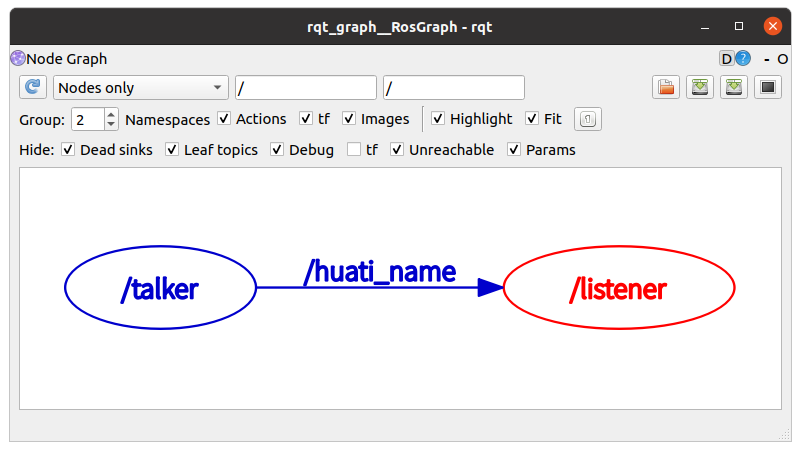 rqt_graph__RosGraph - rqt
Node Graph
D ? - O
Nodes only / /
Group: 2 Namespaces Actions tf Images Highlight Fit
Hide: Dead sinks Leaf topics Debug tf Unreachable Params
/talker /huati_name /listener